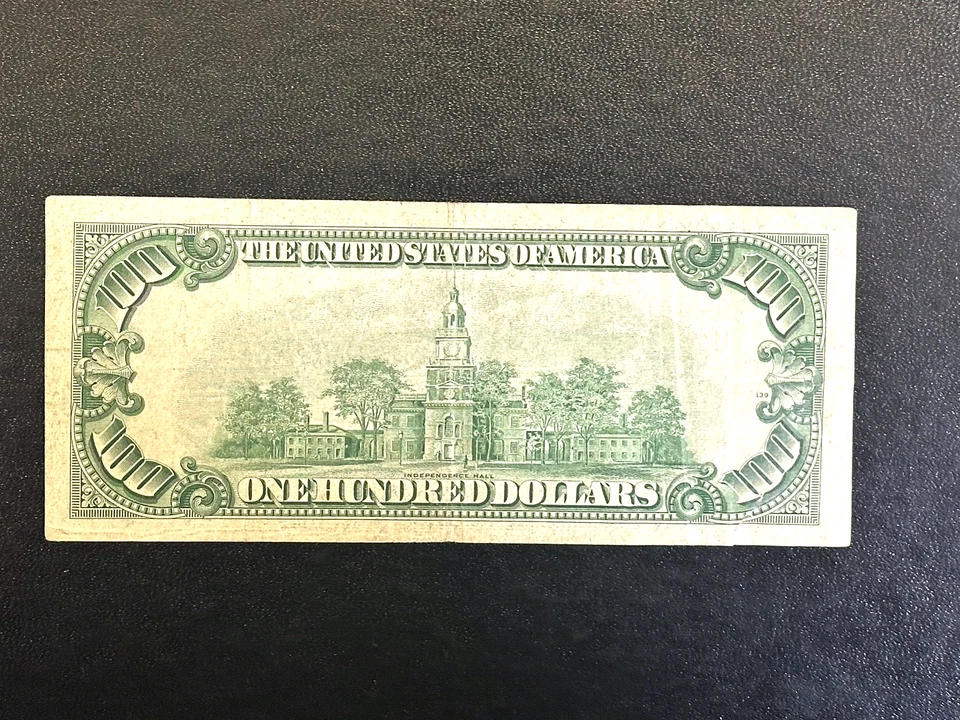 THE UNITED STATES OF AMERICA
100 100
139
100 100
INDEPENDENCE HALL
ONE HUNDRED DOLLARS